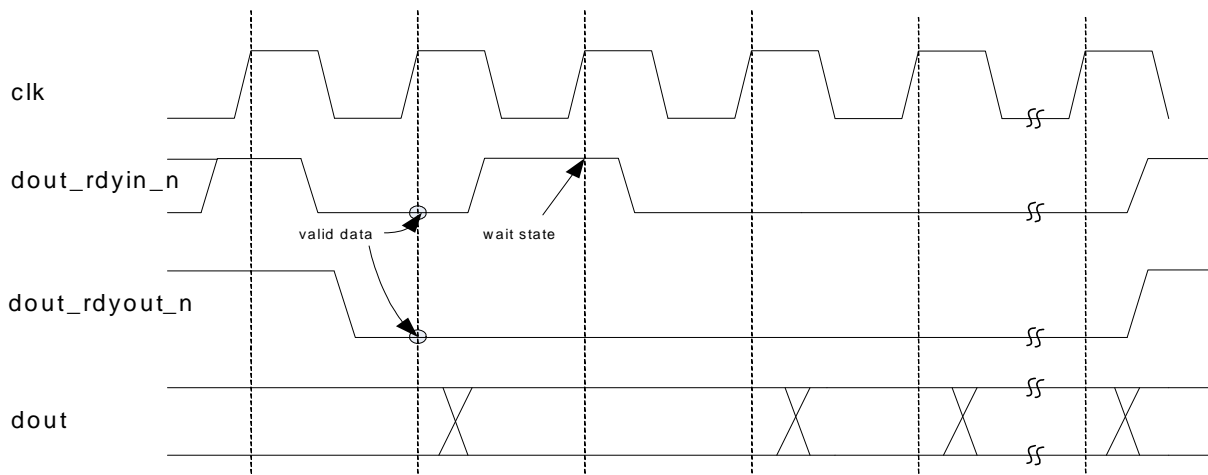 clk
dout_rdyin_n
valid data
wait state
dout_rdyout_n
dout